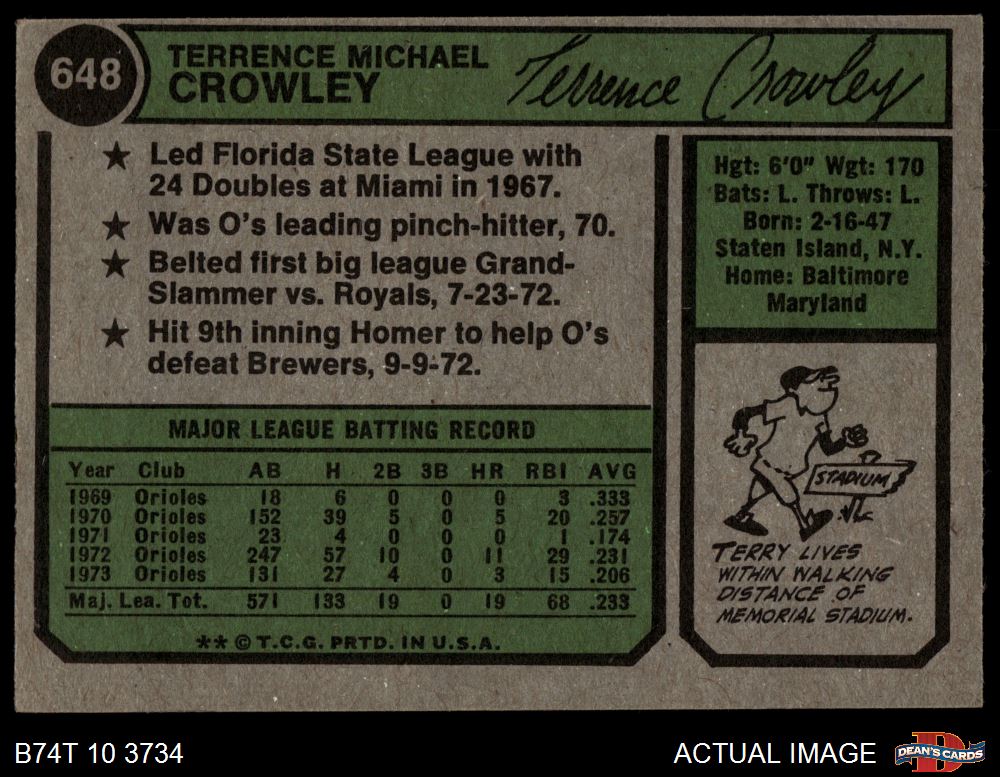 648
TERRENCE MICHAEL
CROWLEY
Terrence Crowley
★ Led Florida State League with
24 Doubles at Miami in 1967.
★ Was O's leading pinch-hitter, 70.
★ Belted first big league Grand-
Slammer vs. Royals, 7-23-72.
★ Hit 9th inning Homer to help O's
defeat Brewers, 9-9-72.
Hgt: 6'0" Wgt: 170
Bats: L. Throws: L.
Born: 2-16-47
Staten Island, N.Y.
Home: Baltimore
Maryland
MAJOR LEAGUE BATTING RECORD
Year Club AB H 2B 3B HR RBI AVG
1969 Orioles 18 6 0 0 0 3 .333
1970 Orioles 152 39 5 0 5 20 .257
1971 Orioles 23 4 0 0 0 1 .174
1972 Orioles 247 57 10 0 11 29 .231
1973 Orioles 131 27 4 0 3 15 .206
Maj. Lea. Tot. 571 133 19 0 19 68 .233
** © T.C.G. PRTD. IN U.S.A.
STADIUM
TERRY LIVES
WITHIN WALKING
DISTANCE OF
MEMORIAL STADIUM.
B74T 10 3734
ACTUAL IMAGE
D
DEAN'S CARDS